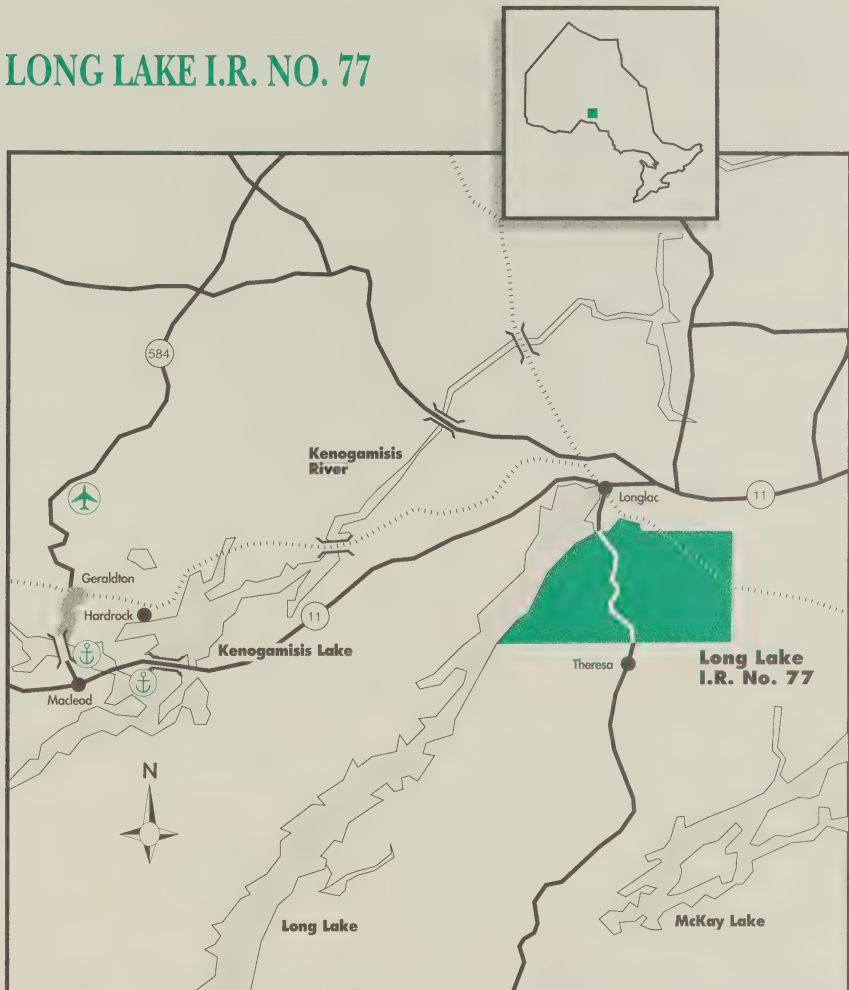 LONG LAKE I.R. NO. 77
584
Kenogamisis
River
Longlac
11
Geraldton
Hardrock
11
Kenogamisis Lake
Theresa
Long Lake
I.R. No. 77
Macleod
N
Long Lake
McKay Lake